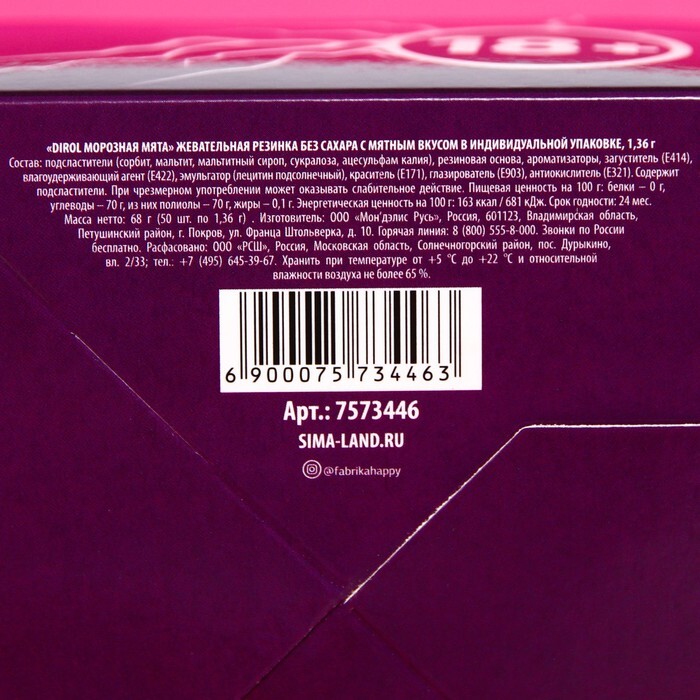 18+
«DIROL МОРОЗНАЯ МЯТА» ЖЕВАТЕЛЬНАЯ РЕЗИНКА БЕЗ САХАРА С МЯТНЫМ ВКУСОМ В ИНДИВИДУАЛЬНОЙ УПАКОВКЕ, 1,36 г
Состав: подсластители (сорбит, мальтит, мальтитный сироп, сукралоза, ацесульфам калия), резиновая основа, ароматизаторы, загуститель (Е414),
влагоудерживающий агент (Е422), эмульгатор (лецитин подсолнечный), краситель (Е171), глазирователь (Е903), антиокислитель (Е321). Содержит
подсластители. При чрезмерном употреблении может оказывать слабительное действие. Пищевая ценность на 100 г: белки – 0 г,
углеводы – 70 г, из них полиолы – 70 г, жиры – 0,1 г. Энергетическая ценность на 100 г: 163 ккал / 681 кДж. Срок годности: 24 мес.
Масса нетто: 68 г (50 шт. по 1,36 г) . Изготовитель: ООО «Мон'дэлис Русь», Россия, 601123, Владимирская область,
Петушинский район, г. Покров, ул. Франца Штольверка, д. 10. Горячая линия: 8 (800) 555-8-000. Звонки по России
бесплатно. Расфасовано: ООО «РСШ», Россия, Московская область, Солнечногорский район, пос. Дурыкино,
вл. 2/33; тел.: +7 (495) 645-39-67. Хранить при температуре от +5 °С до +22 °С и относительной
влажности воздуха не более 65 %.
6 900075 734463
Арт.: 7573446
SIMA-LAND.RU
@fabrikahappy